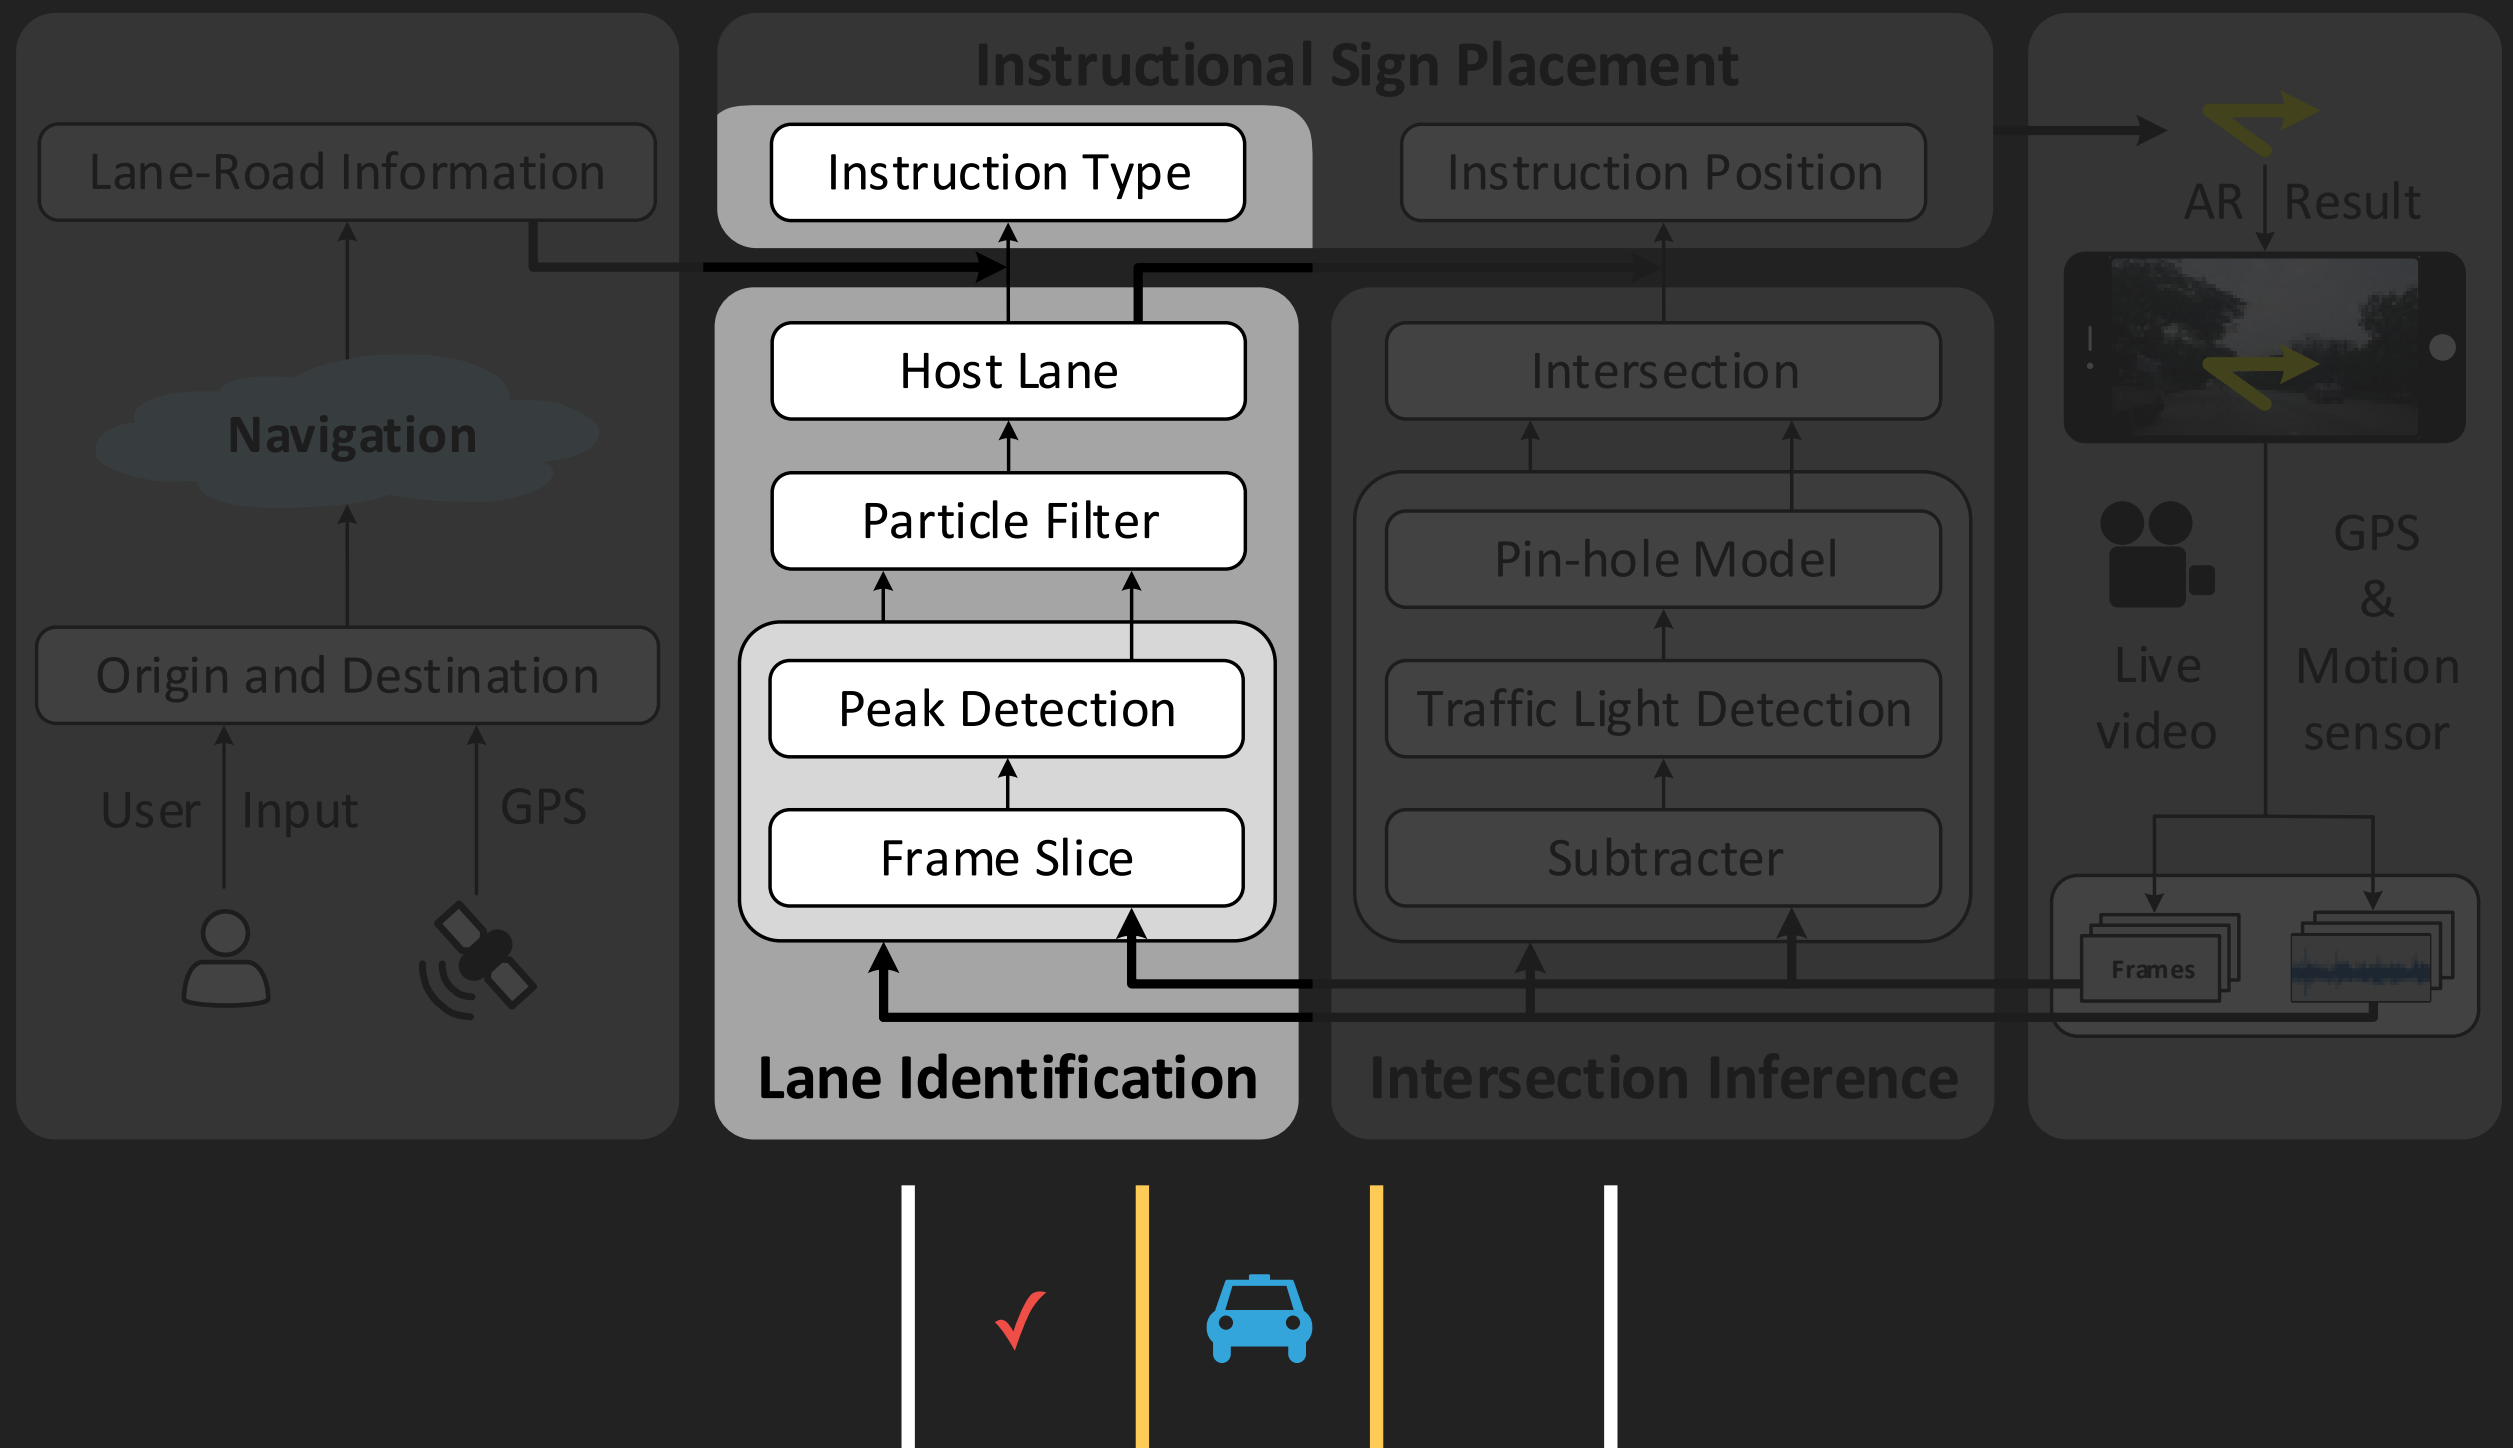 Instructional Sign Placement
Lane-Road Information
Instruction Type
Instruction Position
AR Result
Host Lane
Intersection
Navigation
Particle Filter
Pin-hole Model
GPS
&
Motion
sensor
Live
video
Origin and Destination
Peak Detection
Traffic Light Detection
User Input
GPS
Frame Slice
Subtracter
Frames
Lane Identification
Intersection Inference